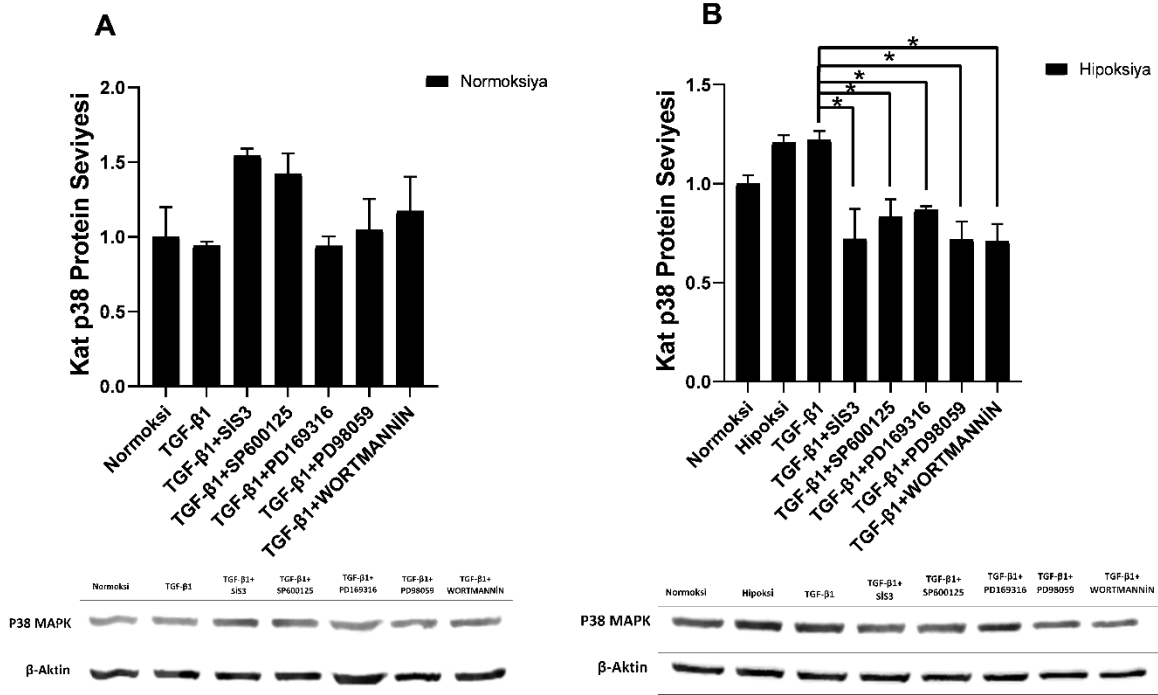 A
Normoksiya
Kat p38 Protein Seviyesi
2.0
1.5
1.0
0.5
0.0
Normoksi
TGF-β1
TGF-β1+SİS3
TGF-β1+SP600125
TGF-β1+PD169316
TGF-β1+PD98059
TGF-β1+WORTMANNİN
Normoksi
TGF-β1
TGF-β1+
SİS3
TGF-β1+
SP600125
TGF-β1+
PD169316
TGF-β1+
PD98059
TGF-β1+
WORTMANNİN
P38 MAPK
β-Aktin
B
Hipoksiya
Kat p38 Protein Seviyesi
1.5
1.0
0.5
0.0
*
*
*
*
*
Normoksi
Hipoksi
TGF-β1
TGF-β1+SİS3
TGF-β1+SP600125
TGF-β1+PD169316
TGF-β1+PD98059
TGF-β1+WORTMANNİN
Normoksi
Hipoksi
TGF-β1
TGF-β1+
SİS3
TGF-β1+
SP600125
TGF-β1+
PD169316
TGF-β1+
PD98059
TGF-β1+
WORTMANNİN
P38 MAPK
β-Aktin